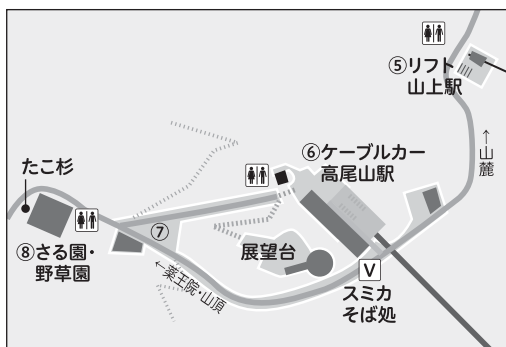 ⑤リフト
山上駅
←山麓
⑥ケーブルカー
高尾山駅
たこ杉
⑦
展望台
⑧さる園・
野草園
←薬王院・山頂
V
スミカ
そば処